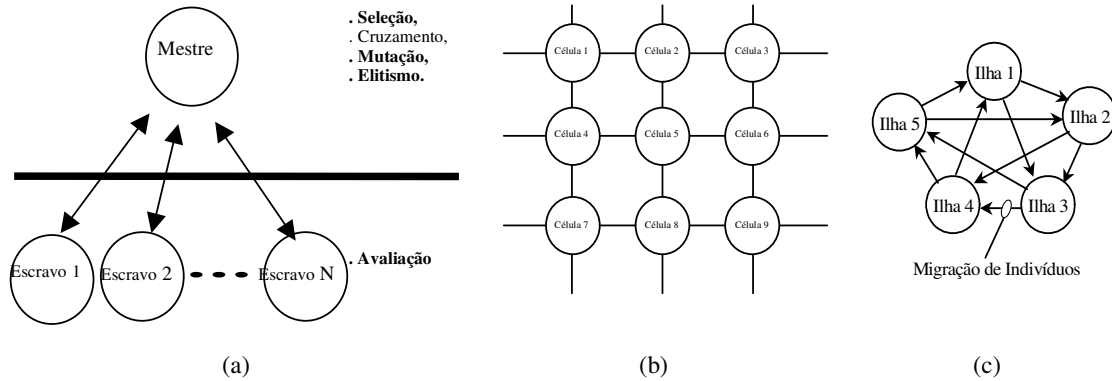 Mestre
. Seleção,
. Cruzamento,
. Mutação,
. Elitismo.
Escravo 1
Escravo 2
Escravo N
. Avaliação
(a)
Célula 1
Célula 2
Célula 3
Célula 4
Célula 5
Célula 6
Célula 7
Célula 8
Célula 9
(b)
Ilha 1
Ilha 2
Ilha 5
Ilha 4
Ilha 3
Migração de Indivíduos
(c)